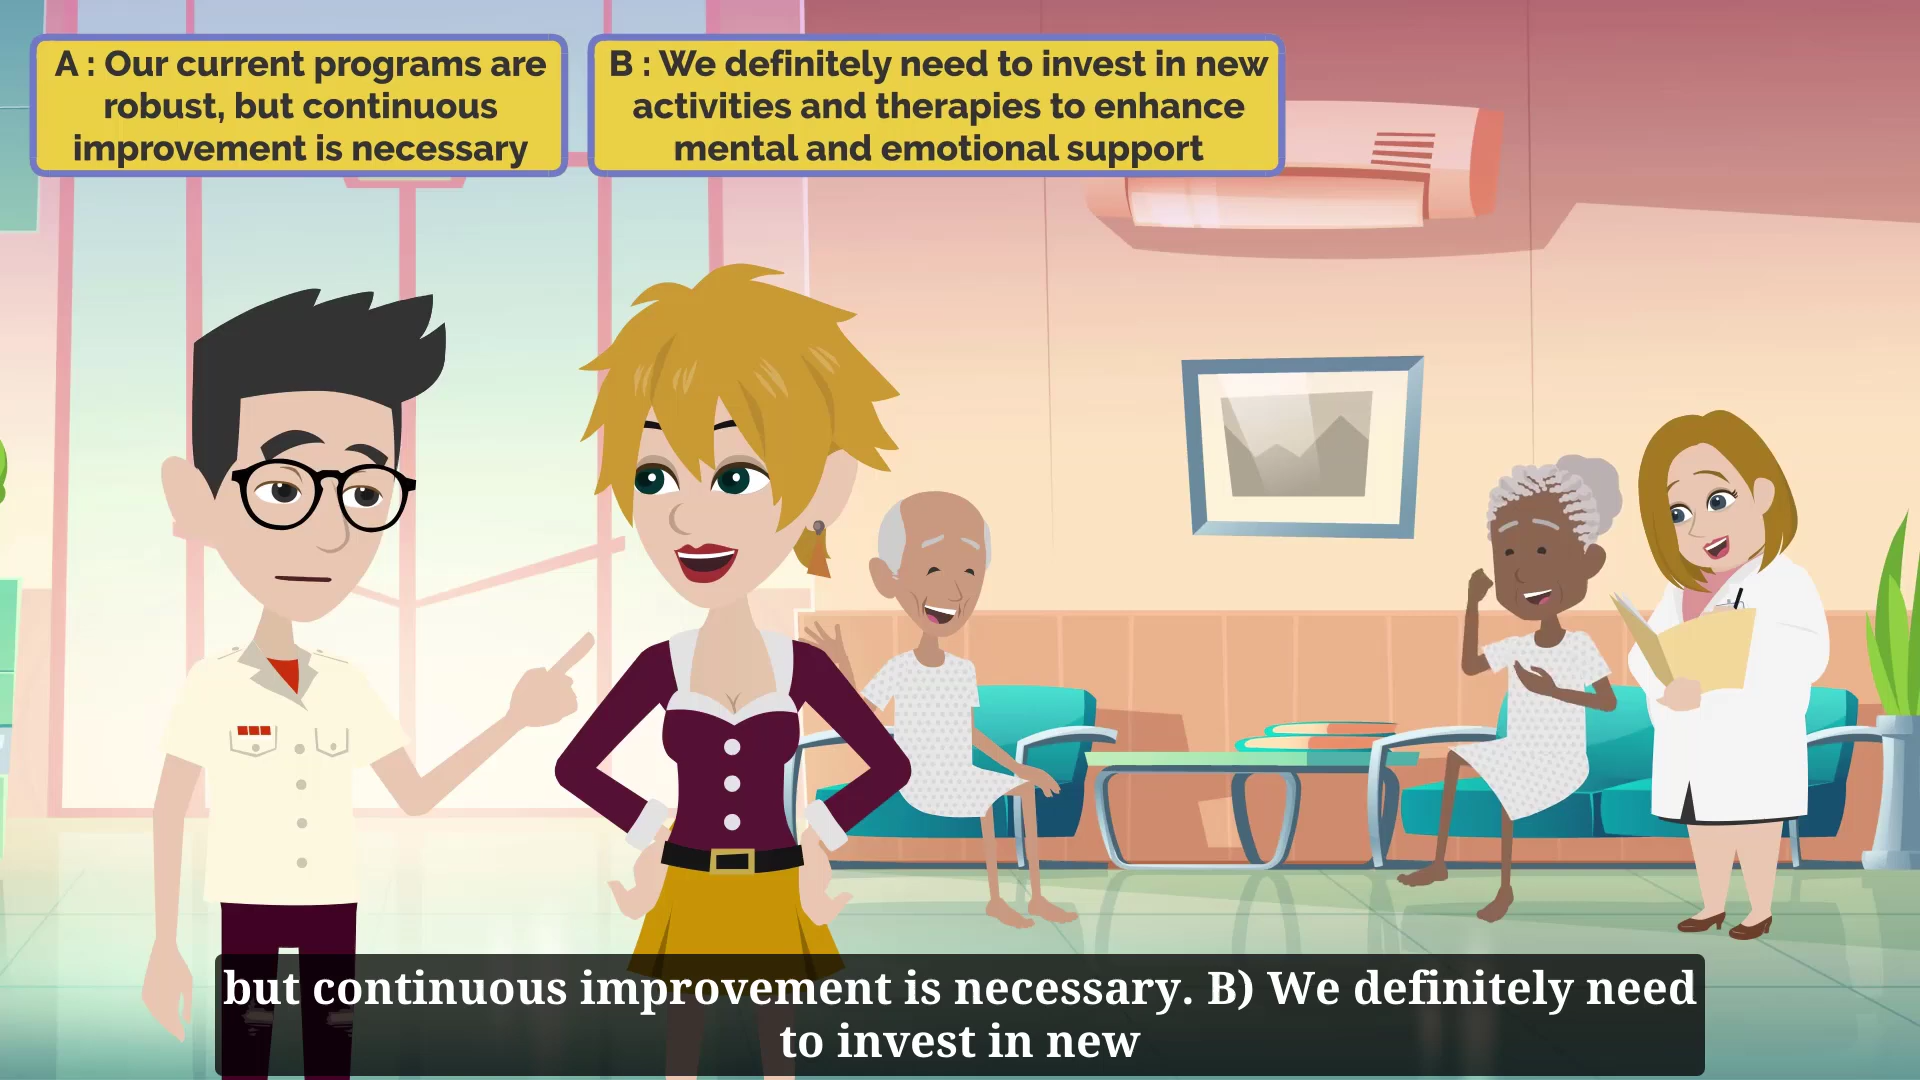 A : Our current programs are
robust, but continuous
improvement is necessary
B : We definitely need to invest in new
activities and therapies to enhance
mental and emotional support
but continuous improvement is necessary. B) We definitely need
to invest in new